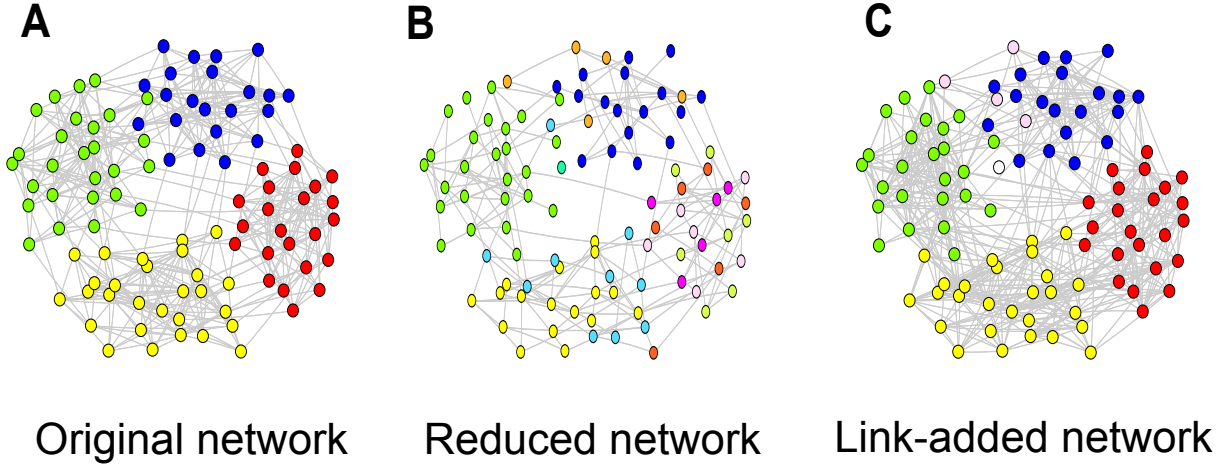 A
B
C
Original network
Reduced network
Link-added network